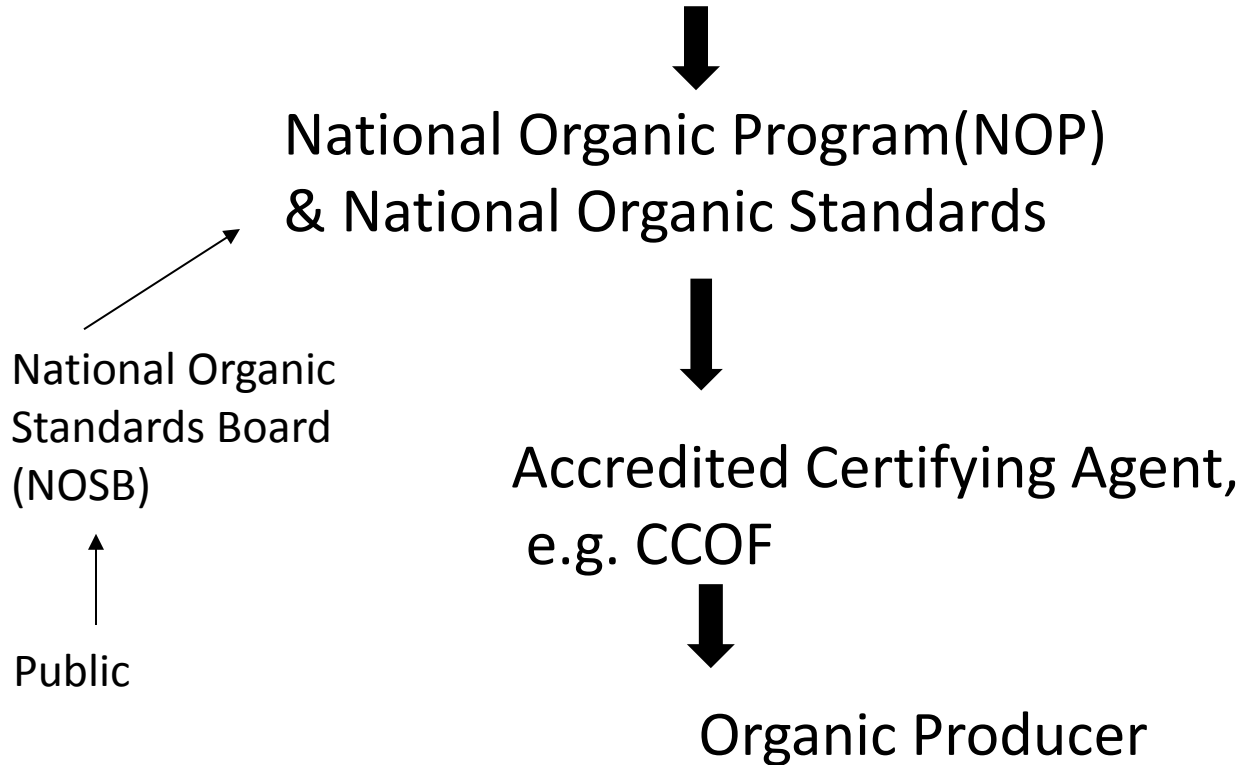 National Organic Program(NOP)
& National Organic Standards
National Organic
Standards Board
(NOSB)
Accredited Certifying Agent,
e.g. CCOF
Public
Organic Producer